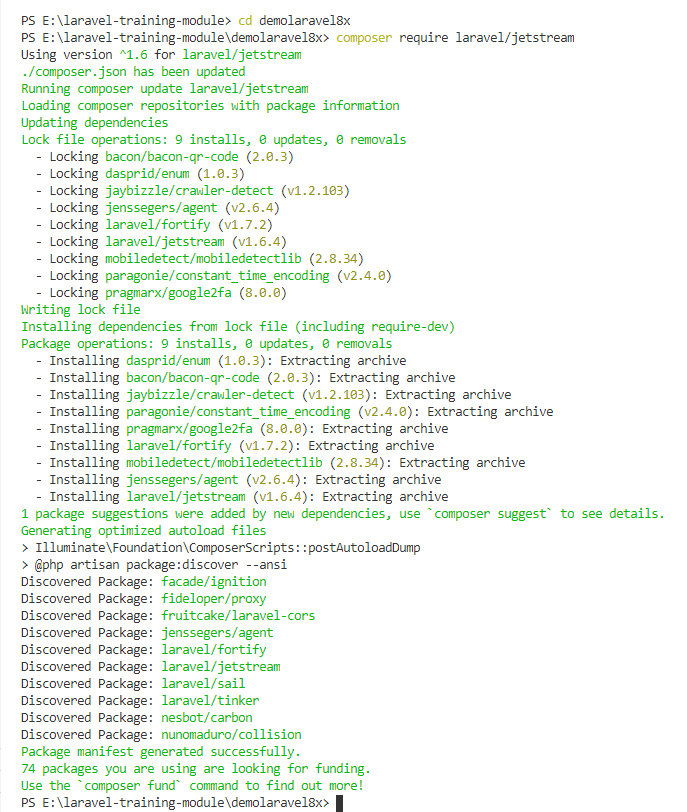 PS E:\laravel-training-module> cd demolaravel8x
PS E:\laravel-training-module\demolaravel8x> composer require laravel/jetstream
Using version ^1.6 for laravel/jetstream
./composer.json has been updated
Running composer update laravel/jetstream
Loading composer repositories with package information
Updating dependencies
Lock file operations: 9 installs, 0 updates, 0 removals
  - Locking bacon/bacon-qr-code (2.0.3)
  - Locking dasprid/enum (1.0.3)
  - Locking jaybizzle/crawler-detect (v1.2.103)
  - Locking jenssegers/agent (v2.6.4)
  - Locking laravel/fortify (v1.7.2)
  - Locking laravel/jetstream (v1.6.4)
  - Locking mobiledetect/mobiledetectlib (2.8.34)
  - Locking paragonie/constant_time_encoding (v2.4.0)
  - Locking pragmarx/google2fa (8.0.0)
Writing lock file
Installing dependencies from lock file (including require-dev)
Package operations: 9 installs, 0 updates, 0 removals
  - Installing dasprid/enum (1.0.3): Extracting archive
  - Installing bacon/bacon-qr-code (2.0.3): Extracting archive
  - Installing jaybizzle/crawler-detect (v1.2.103): Extracting archive
  - Installing paragonie/constant_time_encoding (v2.4.0): Extracting archive
  - Installing pragmarx/google2fa (8.0.0): Extracting archive
  - Installing laravel/fortify (v1.7.2): Extracting archive
  - Installing mobiledetect/mobiledetectlib (2.8.34): Extracting archive
  - Installing jenssegers/agent (v2.6.4): Extracting archive
  - Installing laravel/jetstream (v1.6.4): Extracting archive
1 package suggestions were added by new dependencies, use `composer suggest` to see details.
Generating optimized autoload files
> Illuminate\Foundation\ComposerScripts::postAutoloadDump
> @php artisan package:discover --ansi
Discovered Package: facade/ignition
Discovered Package: fideloper/proxy
Discovered Package: fruitcake/laravel-cors
Discovered Package: jenssegers/agent
Discovered Package: laravel/fortify
Discovered Package: laravel/jetstream
Discovered Package: laravel/sail
Discovered Package: laravel/tinker
Discovered Package: nesbot/carbon
Discovered Package: nunomaduro/collision
Package manifest generated successfully.
74 packages you are using are looking for funding.
Use the `composer fund` command to find out more!
PS E:\laravel-training-module\demolaravel8x>